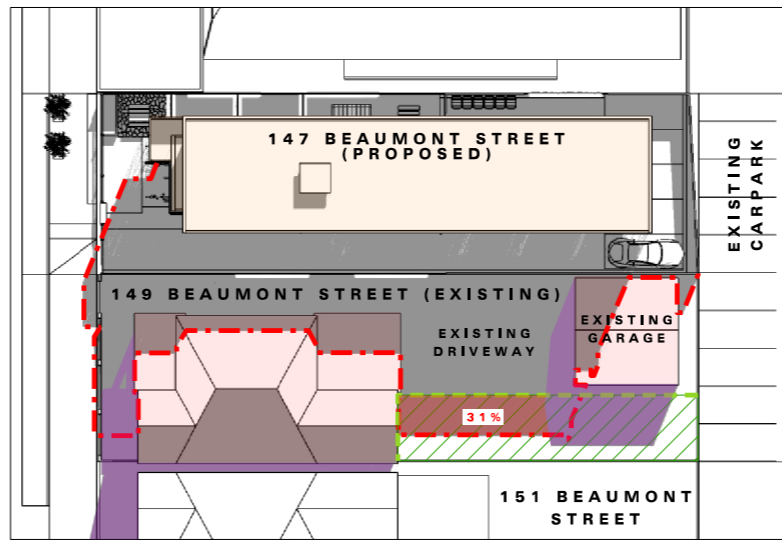 147 BEAUMONT STREET
(PROPOSED)
EXISTING
CARPARK
149 BEAUMONT STREET (EXISTING)
EXISTING
DRIVEWAY
EXISTING
GARAGE
31%
151 BEAUMONT
STREET